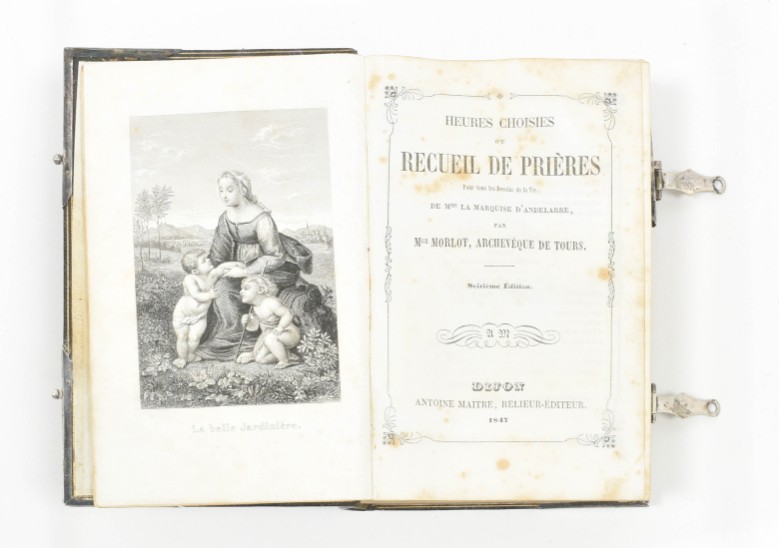 La belle Jardinière.
HEURES CHOISIES
OU
RECUEIL DE PRIÈRES
Pour tous les Besoins de la Vie,
DE Mme LA MARQUISE D'ANDELARRE,
PAR
MGR MORLOT, ARCHEVÊQUE DE TOURS.
Seizième Édition.
A M
DIJON
ANTOINE MAITRE, RELIEUR-ÉDITEUR.
1847